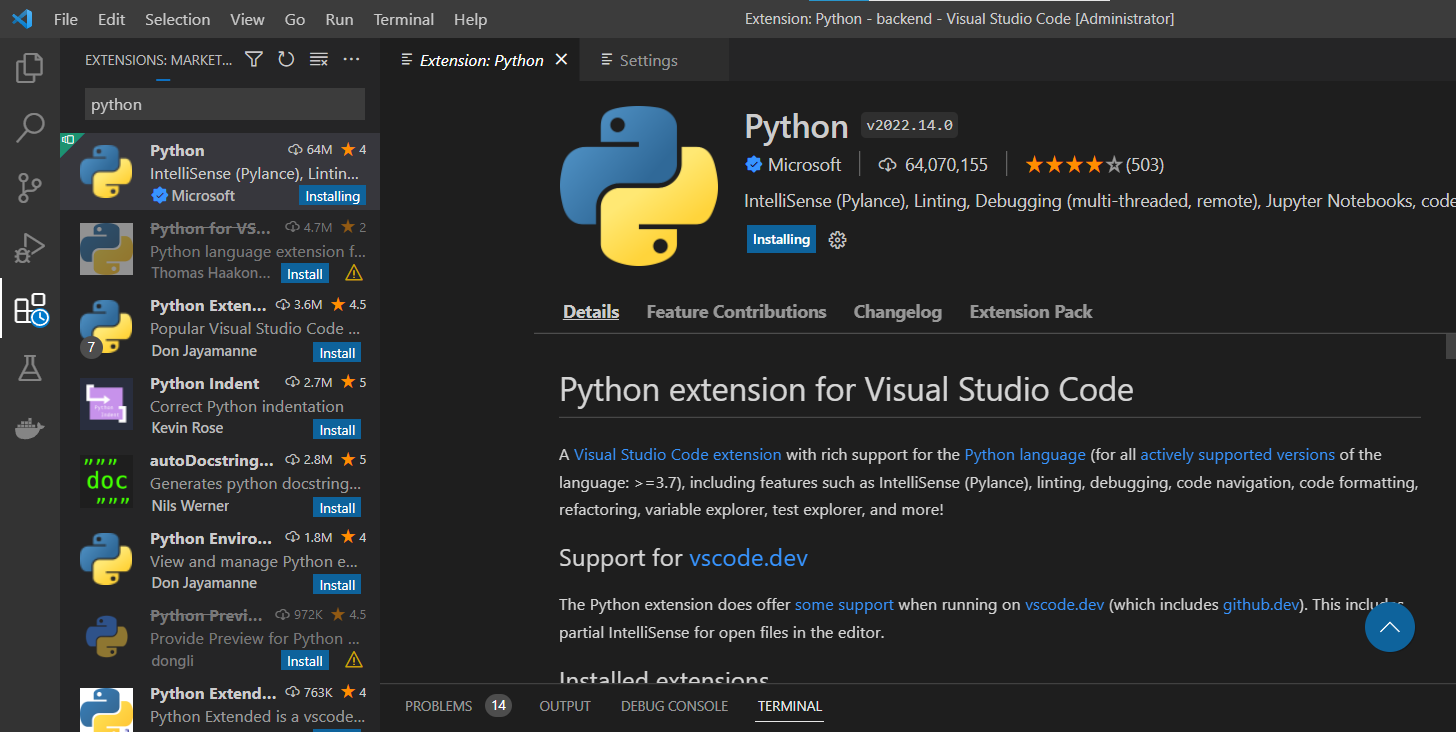 File Edit Selection View Go Run Terminal Help
Extension: Python - backend - Visual Studio Code [Administrator]
EXTENSIONS: MARKET...
python
Python 64M 4
IntelliSense (Pylance), Lintin...
Microsoft Installing
Python for VS... 4.7M 2
Python language extension f...
Thomas Haakon... Install
Python Exten... 3.6M 4.5
Popular Visual Studio Code ...
7 Don Jayamanne Install
Python Indent 2.7M 5
Correct Python indentation
Kevin Rose Install
autoDocstring... 2.8M 5
Generates python docstring...
Nils Werner Install
""" doc """
Python Enviro... 1.8M 4
View and manage Python e...
Don Jayamanne Install
Python Previ... 972K 4.5
Provide Preview for Python ...
dongli Install
Python Extend... 763K 4
Python Extended is a vscode...
Extension: Python Settings
Python v2022.14.0
Microsoft 64,070,155 (503)
IntelliSense (Pylance), Linting, Debugging (multi-threaded, remote), Jupyter Notebooks, code
Installing
Details Feature Contributions Changelog Extension Pack
Python extension for Visual Studio Code
A Visual Studio Code extension with rich support for the Python language (for all actively supported versions of the
language: >=3.7), including features such as IntelliSense (Pylance), linting, debugging, code navigation, code formatting,
refactoring, variable explorer, test explorer, and more!
Support for vscode.dev
The Python extension does offer some support when running on vscode.dev (which includes github.dev). This includes
partial IntelliSense for open files in the editor.
Installed extensions
PROBLEMS 14 OUTPUT DEBUG CONSOLE TERMINAL